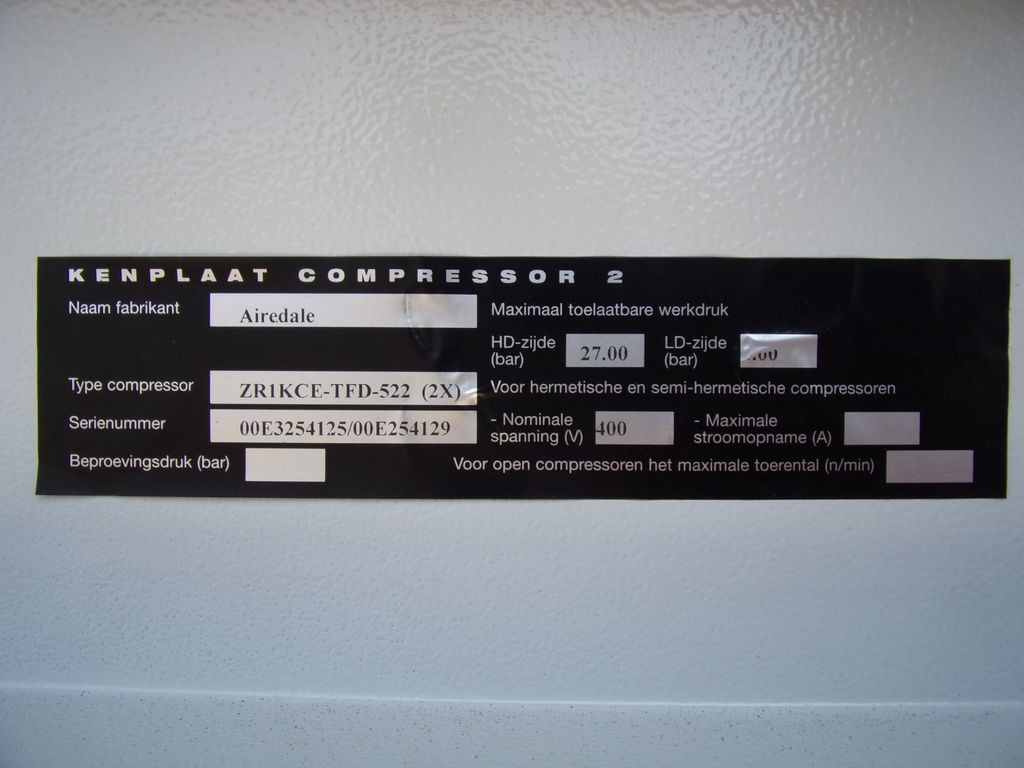 KENPLAAT COMPRESSOR 2
Naam fabrikant Airedale
Maximaal toelaatbare werkdruk
HD-zijde (bar) 27.00 LD-zijde (bar)
Type compressor ZR1KCE-TFD-522 (2X)
Voor hermetische en semi-hermetische compressoren
Serienummer 00E3254125/00E254129
- Nominale spanning (V) 400 - Maximale stroomopname (A)
Beproevingsdruk (bar)
Voor open compressoren het maximale toerental (n/min)